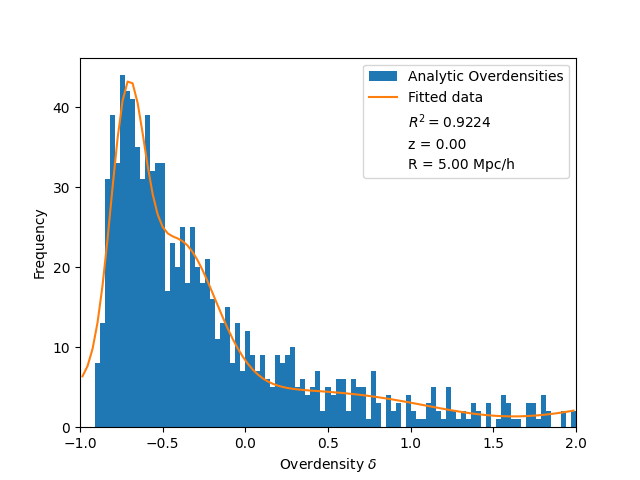 Analytic Overdensities
Fitted data
$R^2 = 0.9224$
z = 0.00
R = 5.00 Mpc/h
Frequency
40
30
20
10
0
−1.0 −0.5 0.0 0.5 1.0 1.5 2.0
Overdensity δ